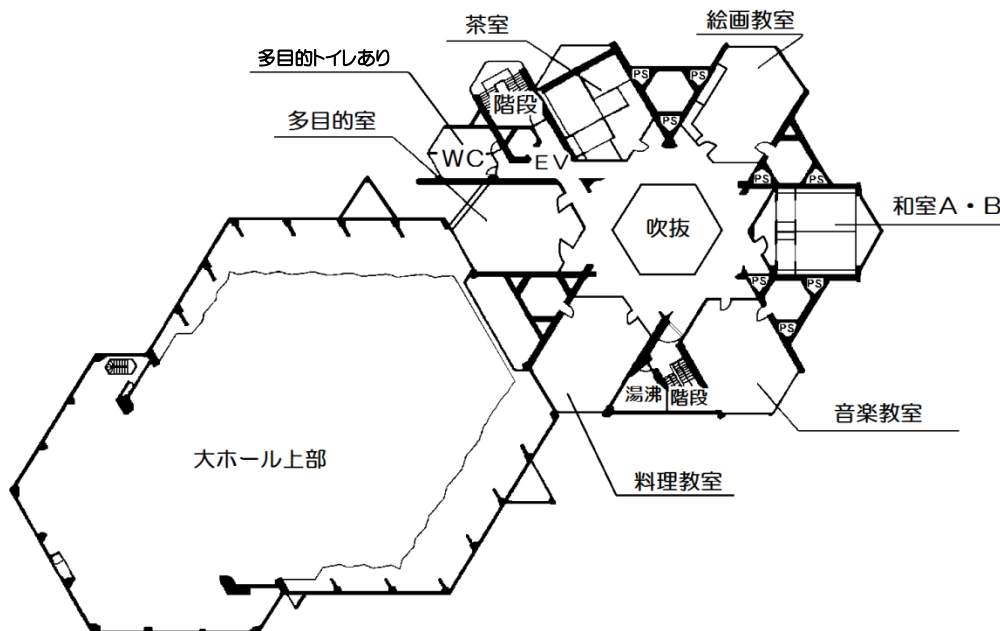 茶室
絵画教室
多目的トイレあり
多目的室
階段
WC
EV
PS
PS
PS
PS
PS
和室A・B
吹抜
PS
PS
PS
湯沸
階段
音楽教室
料理教室
大ホール上部